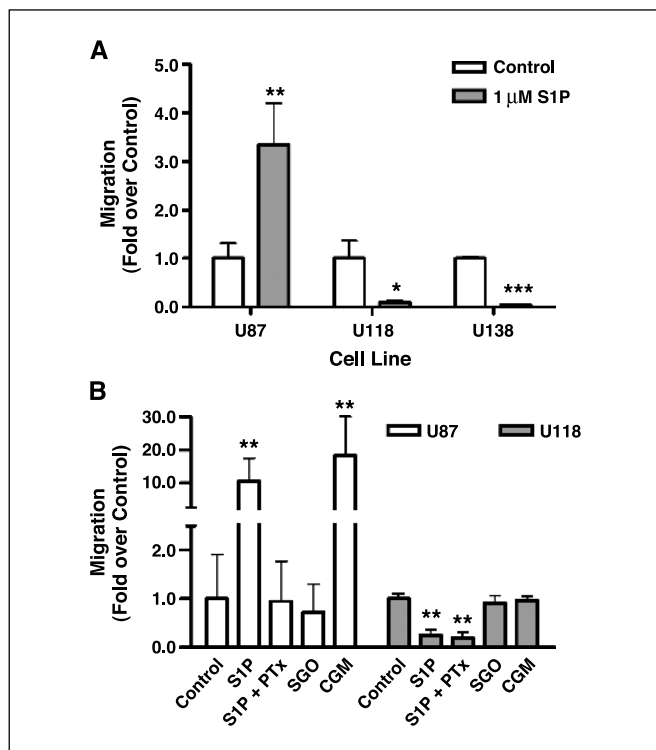 A
Control
1 μM S1P
Migration
(Fold over Control)
5.0
4.0
3.0
2.0
1.0
0.0
**
*
***
U87
U118
U138
Cell Line
B
U87
U118
Migration
(Fold over Control)
30.0
20.0
10.0
2.0
1.0
0.0
**
**
**
**
Control
S1P
S1P + PTx
SGO
CGM
Control
S1P
S1P + PTx
SGO
CGM